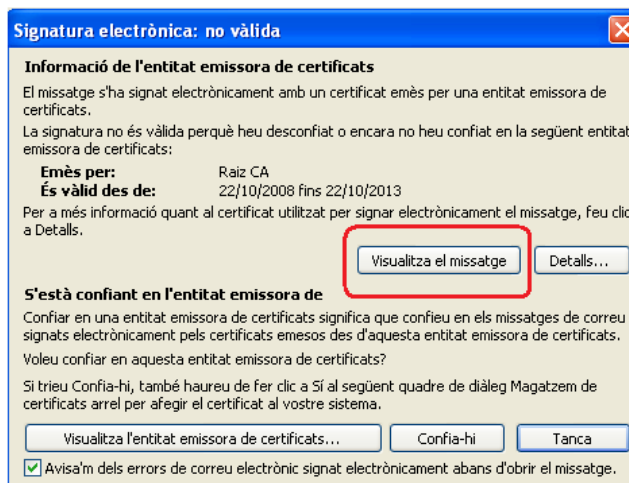 Signatura electrònica: no vàlida
Informació de l'entitat emissora de certificats
El missatge s'ha signat electrònicament amb un certificat emès per una entitat emissora de
certificats.
La signatura no és vàlida perquè heu desconfiat o encara no heu confiat en la següent entitat
emissora de certificats:
Emès per: Raiz CA
És vàlid des de: 22/10/2008 fins 22/10/2013
Per a més informació quant al certificat utilitzat per signar electrònicament el missatge, feu clic
a Detalls.
Visualitza el missatge Detalls...
S'està confiant en l'entitat emissora de
Confiar en una entitat emissora de certificats significa que confieu en els missatges de correu
signats electrònicament pels certificats emesos des d'aquesta entitat emissora de certificats.
Voleu confiar en aquesta entitat emissora de certificats?
Si trieu Confia-hi, també haureu de fer clic a Sí al següent quadre de diàleg Magatzem de
certificats arrel per afegir el certificat al vostre sistema.
Visualitza l'entitat emissora de certificats... Confia-hi Tanca
Avisa'm dels errors de correu electrònic signat electrònicament abans d'obrir el missatge.